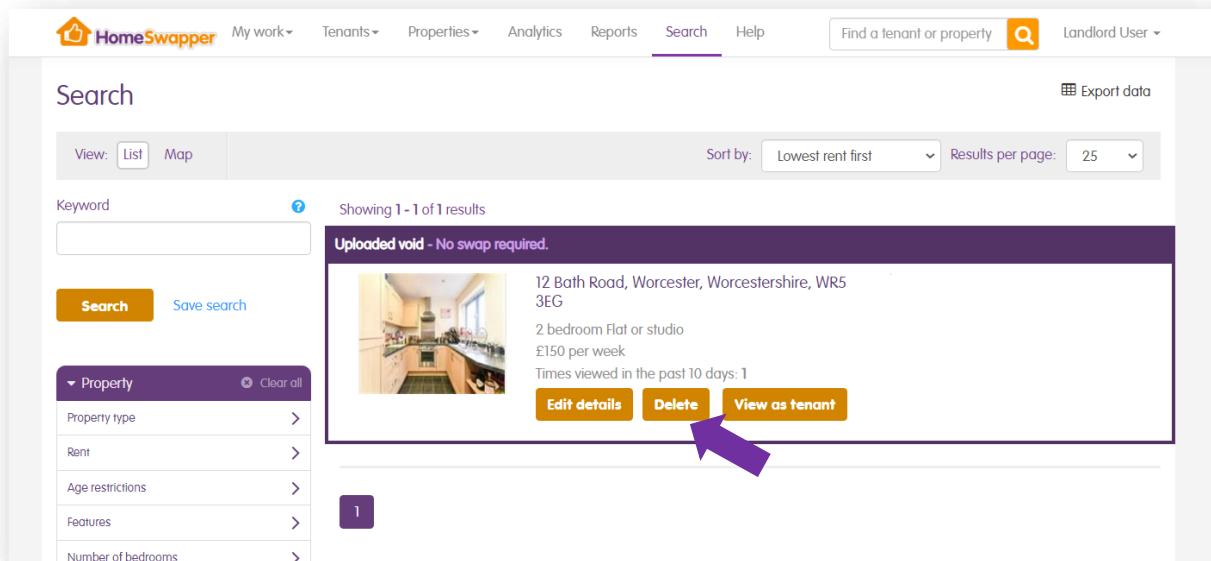 HomeSwapper My work Tenants Properties Analytics Reports Search Help Find a tenant or property Landlord User
Search
Export data
View: List Map
Sort by: Lowest rent first Results per page: 25
Keyword ?
Showing 1 - 1 of 1 results
Uploaded void - No swap required.
12 Bath Road, Worcester, Worcestershire, WR5
3EG
2 bedroom Flat or studio
£150 per week
Times viewed in the past 10 days: 1
Edit details Delete View as tenant
Search Save search
Property Clear all
Property type
Rent
Age restrictions
Features
Number of bedrooms
1